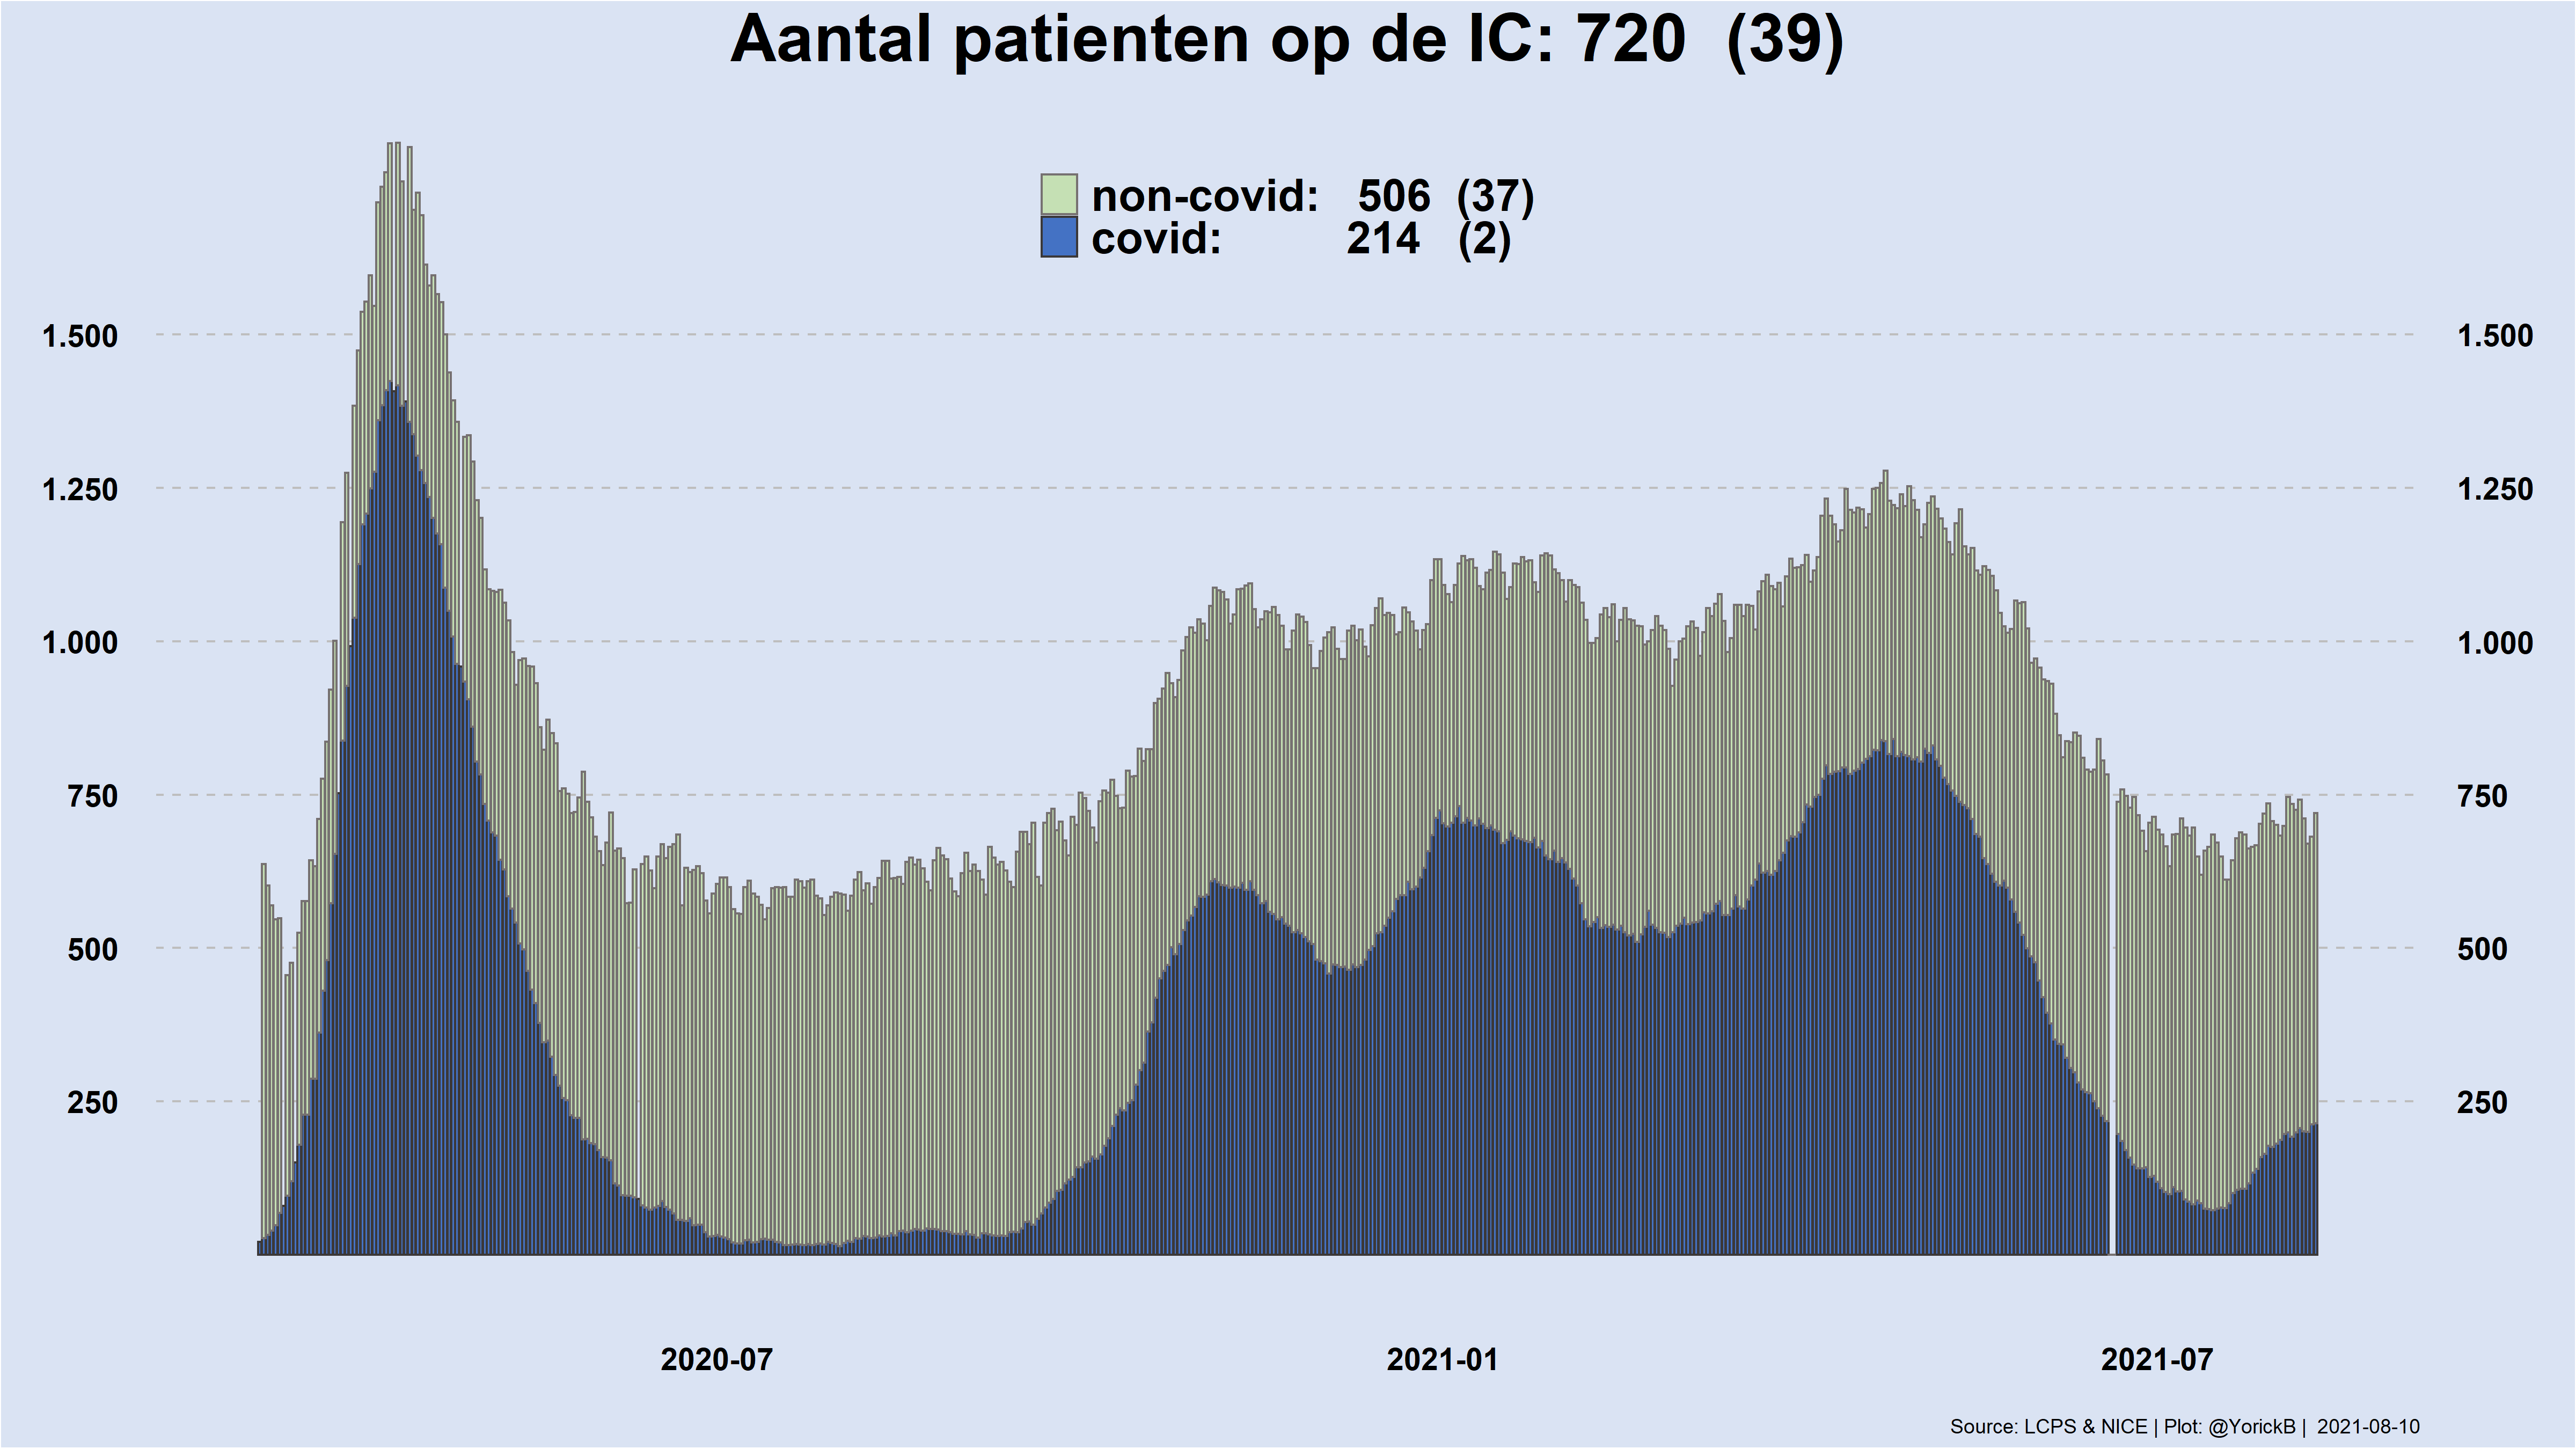 Aantal patienten op de IC: 720 (39)
non-covid: 506 (37)
covid: 214 (2)
1.500 1.500
1.250 1.250
1.000 1.000
750 750
500 500
250 250
2020-07 2021-01 2021-07
Source: LCPS & NICE | Plot: @YorickB | 2021-08-10